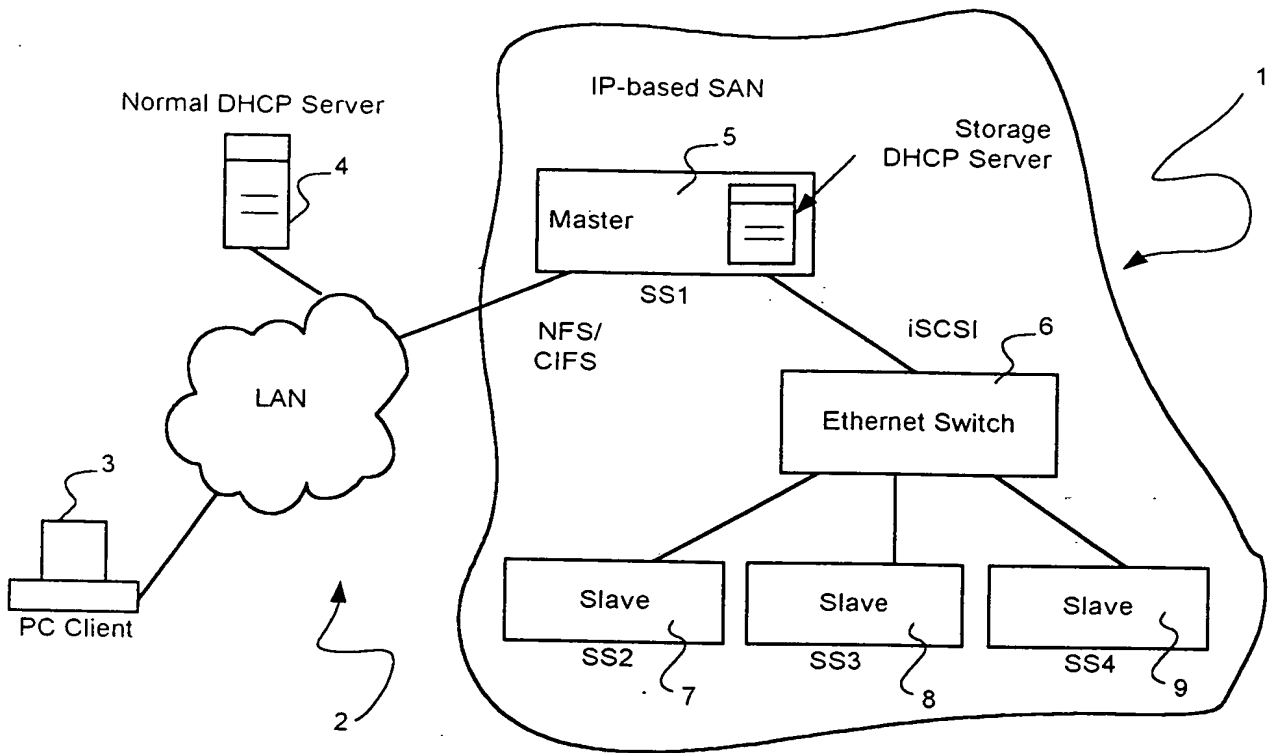 IP-based SAN
1
Normal DHCP Server
5
Storage
DHCP Server
4
Master
SS1
NFS/
CIFS
iSCSI
6
LAN
Ethernet Switch
3
PC Client
Slave
Slave
Slave
SS2
SS3
SS4
7
8
9
2